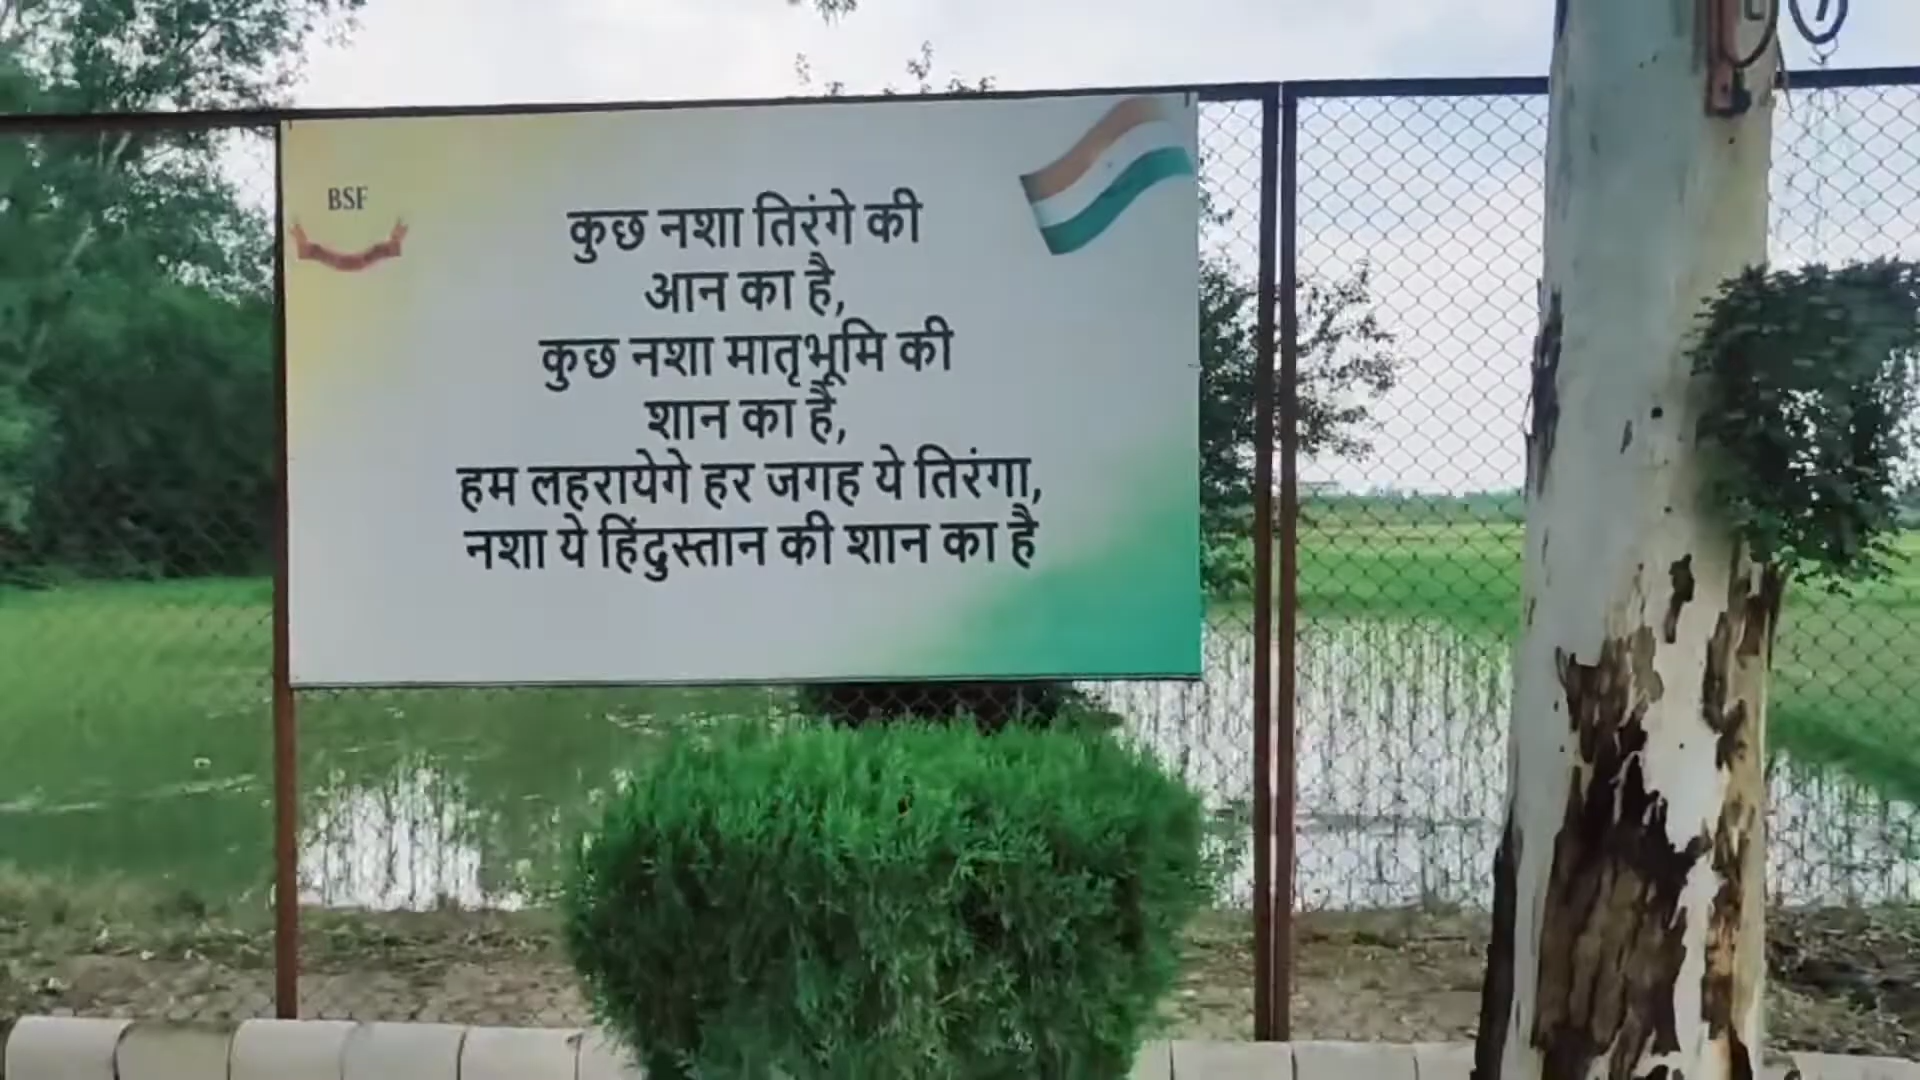 BSF
कुछ नशा तिरंगे की
आन का है,
कुछ नशा मातृभूमि की
शान का है,
हम लहरायेगे हर जगह ये तिरंगा,
नशा ये हिंदुस्तान की शान का है